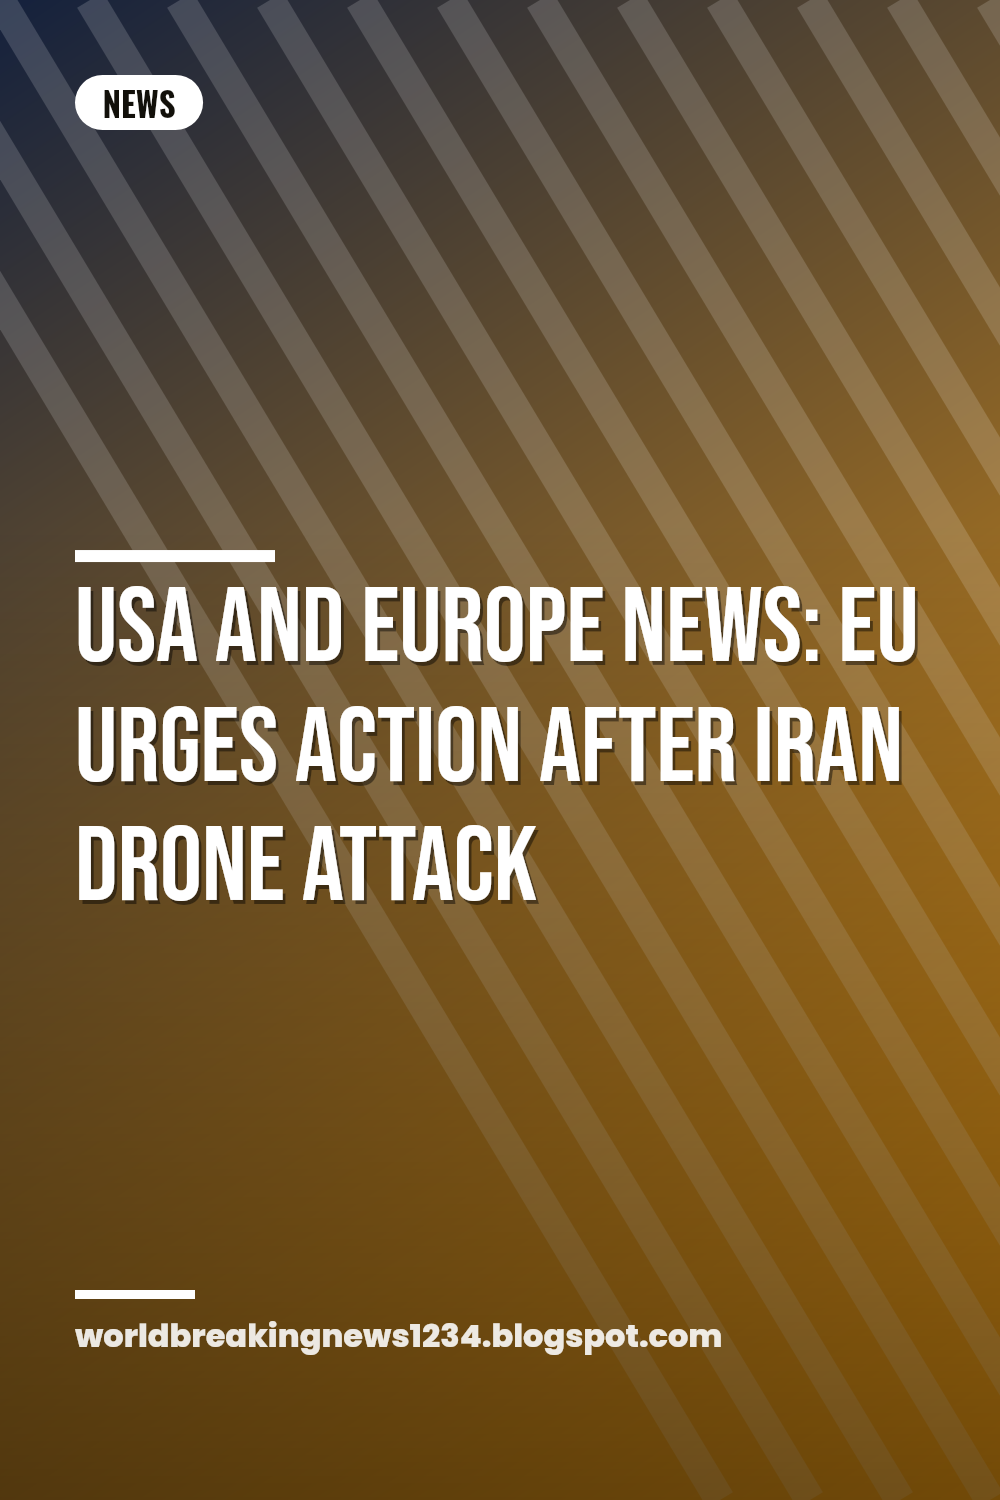 NEWS
USA AND EUROPE NEWS: EU
URGES ACTION AFTER IRAN
DRONE ATTACK
worldbreakingnews1234.blogspot.com